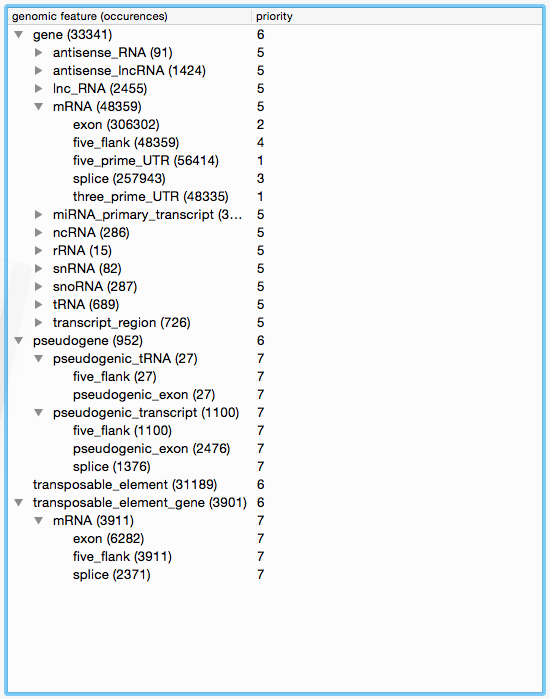 genomic feature (occurences) priority
gene (33341) 6
antisense_RNA (91) 5
antisense_lncRNA (1424) 5
lnc_RNA (2455) 5
mRNA (48359) 5
exon (306302) 2
five_flank (48359) 4
five_prime_UTR (56414) 1
splice (257943) 3
three_prime_UTR (48335) 1
miRNA_primary_transcript (3... 5
ncRNA (286) 5
rRNA (15) 5
snRNA (82) 5
snoRNA (287) 5
tRNA (689) 5
transcript_region (726) 5
pseudogene (952) 6
pseudogenic_tRNA (27) 7
five_flank (27) 7
pseudogenic_exon (27) 7
pseudogenic_transcript (1100) 7
five_flank (1100) 7
pseudogenic_exon (2476) 7
splice (1376) 7
transposable_element (31189) 6
transposable_element_gene (3901) 6
mRNA (3911) 7
exon (6282) 7
five_flank (3911) 7
splice (2371) 7